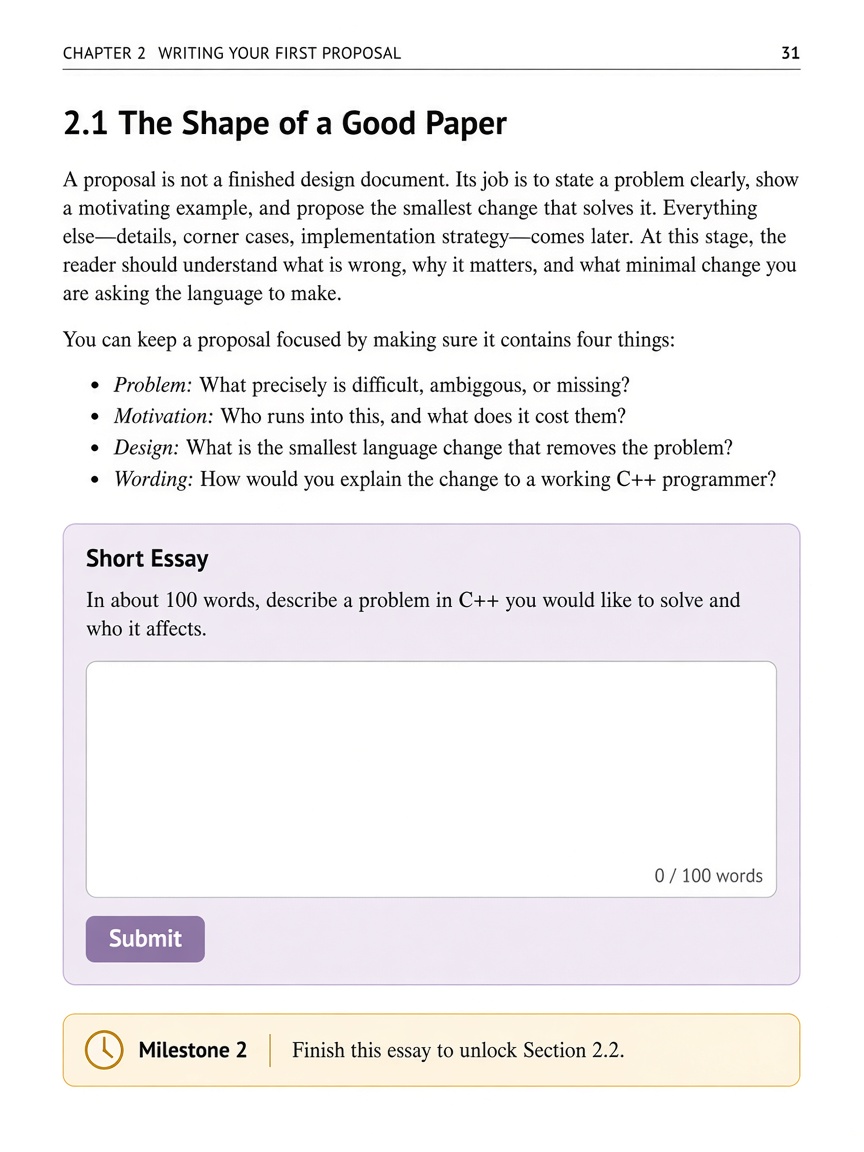 CHAPTER 2 WRITING YOUR FIRST PROPOSAL 31
2.1 The Shape of a Good Paper
A proposal is not a finished design document. Its job is to state a problem clearly, show
a motivating example, and propose the smallest change that solves it. Everything
else—details, corner cases, implementation strategy—comes later. At this stage, the
reader should understand what is wrong, why it matters, and what minimal change you
are asking the language to make.
You can keep a proposal focused by making sure it contains four things:
• Problem: What precisely is difficult, ambiggous, or missing?
• Motivation: Who runs into this, and what does it cost them?
• Design: What is the smallest language change that removes the problem?
• Wording: How would you explain the change to a working C++ programmer?
Short Essay
In about 100 words, describe a problem in C++ you would like to solve and
who it affects.
0 / 100 words
Submit
Milestone 2 | Finish this essay to unlock Section 2.2.